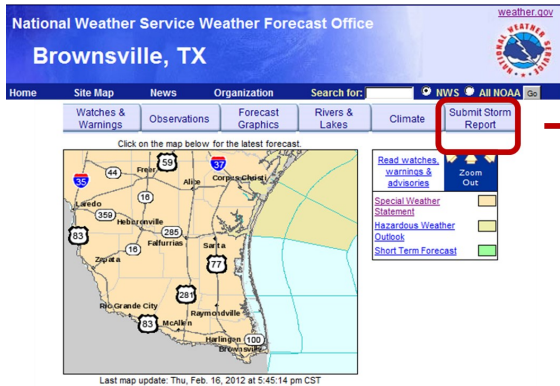 weather.gov
National Weather Service Weather Forecast Office
Brownsville, TX
NATIONAL WEATHER SERVICE
Home Site Map News Organization Search for: NWS All NOAA Go
Watches & Warnings
Observations
Forecast Graphics
Rivers & Lakes
Climate
Submit Storm Report
Click on the map below for the latest forecast.
59
37
44
Freer
35
Alice
Corpus Christi
16
Laredo
359
Hebbronville
83
285
16
Falfurrias
Sarita
Zapata
77
281
Rio Grande City
Raymondville
83
McAllen
Harlingen
100
Brownsville
Last map update: Thu, Feb. 16, 2012 at 5:45:14 pm CST
Read watches,
warnings &
advisories
Zoom
Out
Special Weather
Statement
Hazardous Weather
Outlook
Short Term Forecast